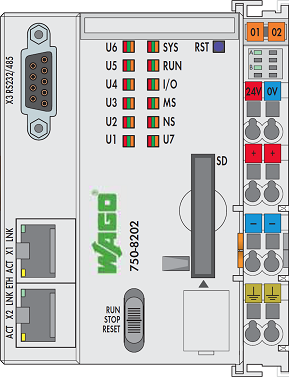 U6 SYS RST
U5 RUN
U4 I/O
U3 MS
U2 NS
U1 U7
X3 RS232/485
SD
WAGO
750-8202
ACT X1 LNK
ACT X2 LNK ETH
RUN
STOP
RESET
01 02
A
B
24V 0V
+ +
− −